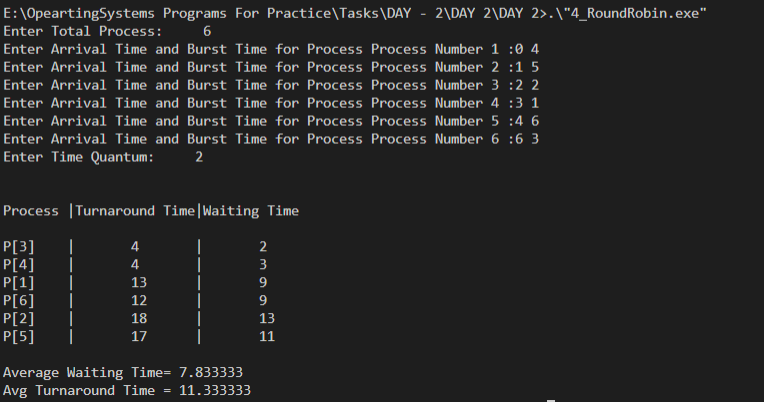 E:\OpeartingSystems Programs For Practice\Tasks\DAY - 2\DAY 2\DAY 2>.\"4_RoundRobin.exe"
Enter Total Process:     6
Enter Arrival Time and Burst Time for Process Process Number 1 :0 4
Enter Arrival Time and Burst Time for Process Process Number 2 :1 5
Enter Arrival Time and Burst Time for Process Process Number 3 :2 2
Enter Arrival Time and Burst Time for Process Process Number 4 :3 1
Enter Arrival Time and Burst Time for Process Process Number 5 :4 6
Enter Arrival Time and Burst Time for Process Process Number 6 :6 3
Enter Time Quantum:     2
Process |Turnaround Time|Waiting Time
P[3]    |       4       |       2
P[4]    |       4       |       3
P[1]    |       13      |       9
P[6]    |       12      |       9
P[2]    |       18      |       13
P[5]    |       17      |       11
Average Waiting Time= 7.833333
Avg Turnaround Time = 11.333333